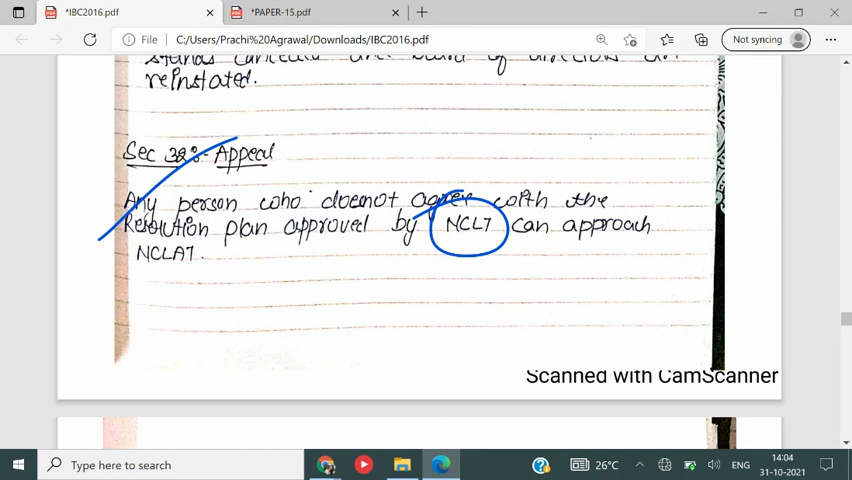 *IBC2016.pdf
*PAPER-15.pdf
File
C:/Users/Prachi%20Agrawal/Downloads/IBC2016.pdf
Not syncing
reinstated.
Sec 32:- Appeal
Any person who doesnot agree with the
Resolution plan approved by NCLT can approach
NCLAT.
Scanned with CamScanner
Type here to search
26°C
ENG
14:04
31-10-2021